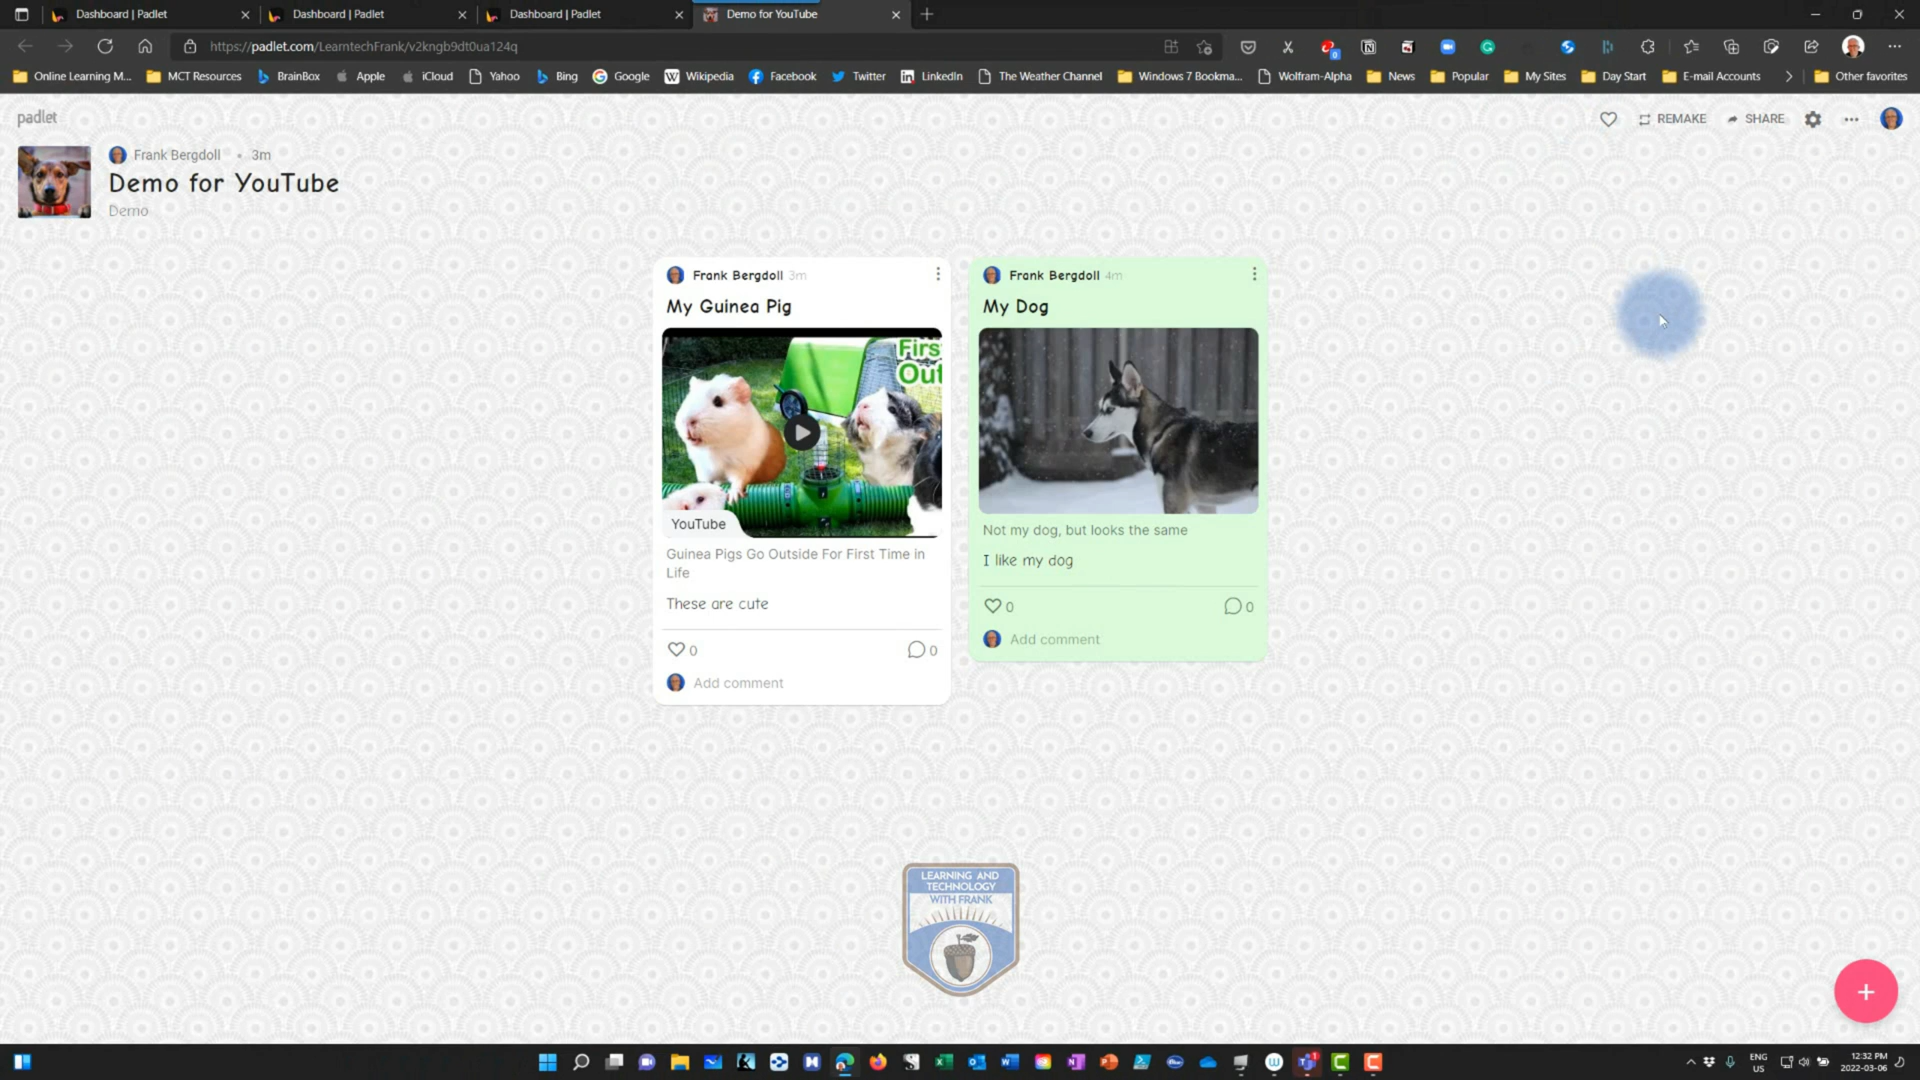 Dashboard | Padlet
Dashboard | Padlet
Dashboard | Padlet
Demo for YouTube
https://padlet.com/LearntechFrank/v2kngb9dt0ua124q
Online Learning M...
MCT Resources
BrainBox
Apple
iCloud
Yahoo
Bing
Google
Wikipedia
Facebook
Twitter
LinkedIn
The Weather Channel
Windows 7 Bookma...
Wolfram-Alpha
News
Popular
My Sites
Day Start
E-mail Accounts
Other favorites
padlet
REMAKE
SHARE
Frank Bergdoll • 3m
Demo for YouTube
Demo
Frank Bergdoll 3m
My Guinea Pig
Firs
Out
YouTube
Guinea Pigs Go Outside For First Time in
Life
These are cute
0
0
Add comment
Frank Bergdoll 4m
My Dog
Not my dog, but looks the same
I like my dog
0
0
Add comment
LEARNING AND
TECHNOLOGY
WITH FRANK
ENG
US
12:32 PM
2022-03-06